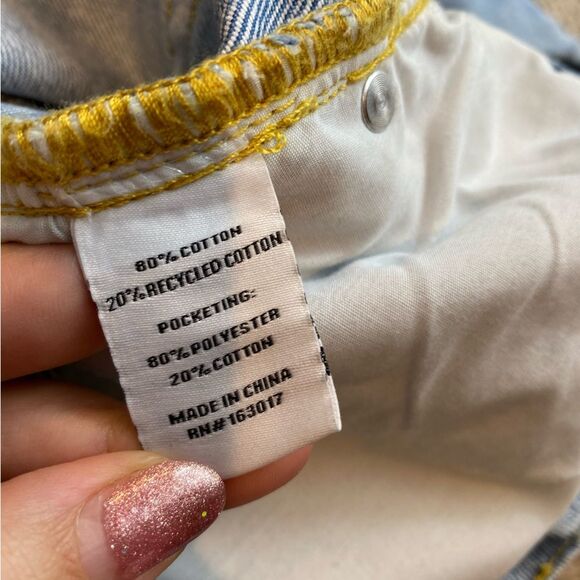 80% COTTON
20% RECYCLED COTTON
POCKETING:
80% POLYESTER
20% COTTON
MADE IN CHINA
RN# 163017